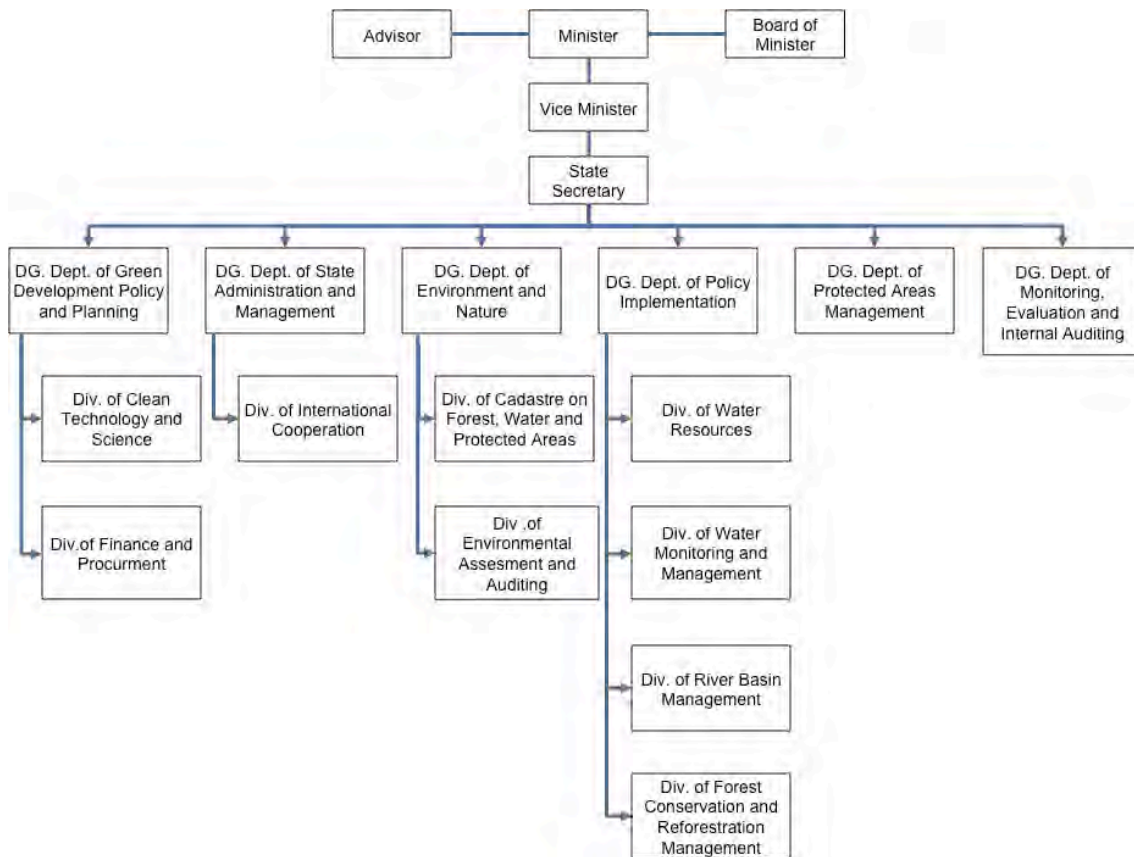 Advisor
Minister
Board of
Minister
Vice Minister
State
Secretary
DG. Dept. of Green
Development Policy
and Planning
DG. Dept. of State
Administration and
Management
DG. Dept. of
Environment and
Nature
DG. Dept. of Policy
Implementation
DG. Dept. of
Protected Areas
Management
DG. Dept. of
Monitoring,
Evaluation and
Internal Auditing
Div. of Clean
Technology and
Science
Div. of International
Cooperation
Div. of Cadastre on
Forest, Water and
Protected Areas
Div. of Water
Resources
Div.of Finance and
Procurment
Div .of
Environmental
Assesment and
Auditing
Div. of Water
Monitoring and
Management
Div. of River Basin
Management
Div. of Forest
Conservation and
Reforestration
Management